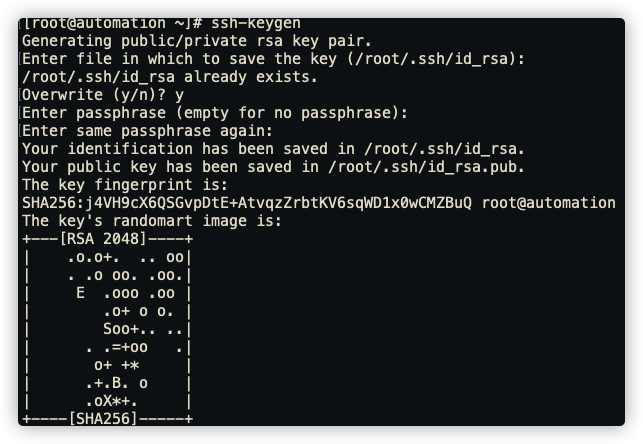 [root@automation ~]# ssh-keygen
Generating public/private rsa key pair.
Enter file in which to save the key (/root/.ssh/id_rsa):
/root/.ssh/id_rsa already exists.
Overwrite (y/n)? y
Enter passphrase (empty for no passphrase):
Enter same passphrase again:
Your identification has been saved in /root/.ssh/id_rsa.
Your public key has been saved in /root/.ssh/id_rsa.pub.
The key fingerprint is:
SHA256:j4VH9cX6QSGvpDtE+AtvqzZrbtKV6sqWD1x0wCMZBuQ root@automation
The key's randomart image is:
+---[RSA 2048]----+
|    .o.o+.  .. oo|
|    . .o oo. .oo.|
|     E  .ooo .oo |
|        .o+ o o. |
|        Soo+.. ..|
|      . .=+oo   .|
|       o+ +*     |
|      .+.B. o    |
|      .oX*+.     |
+----[SHA256]-----+